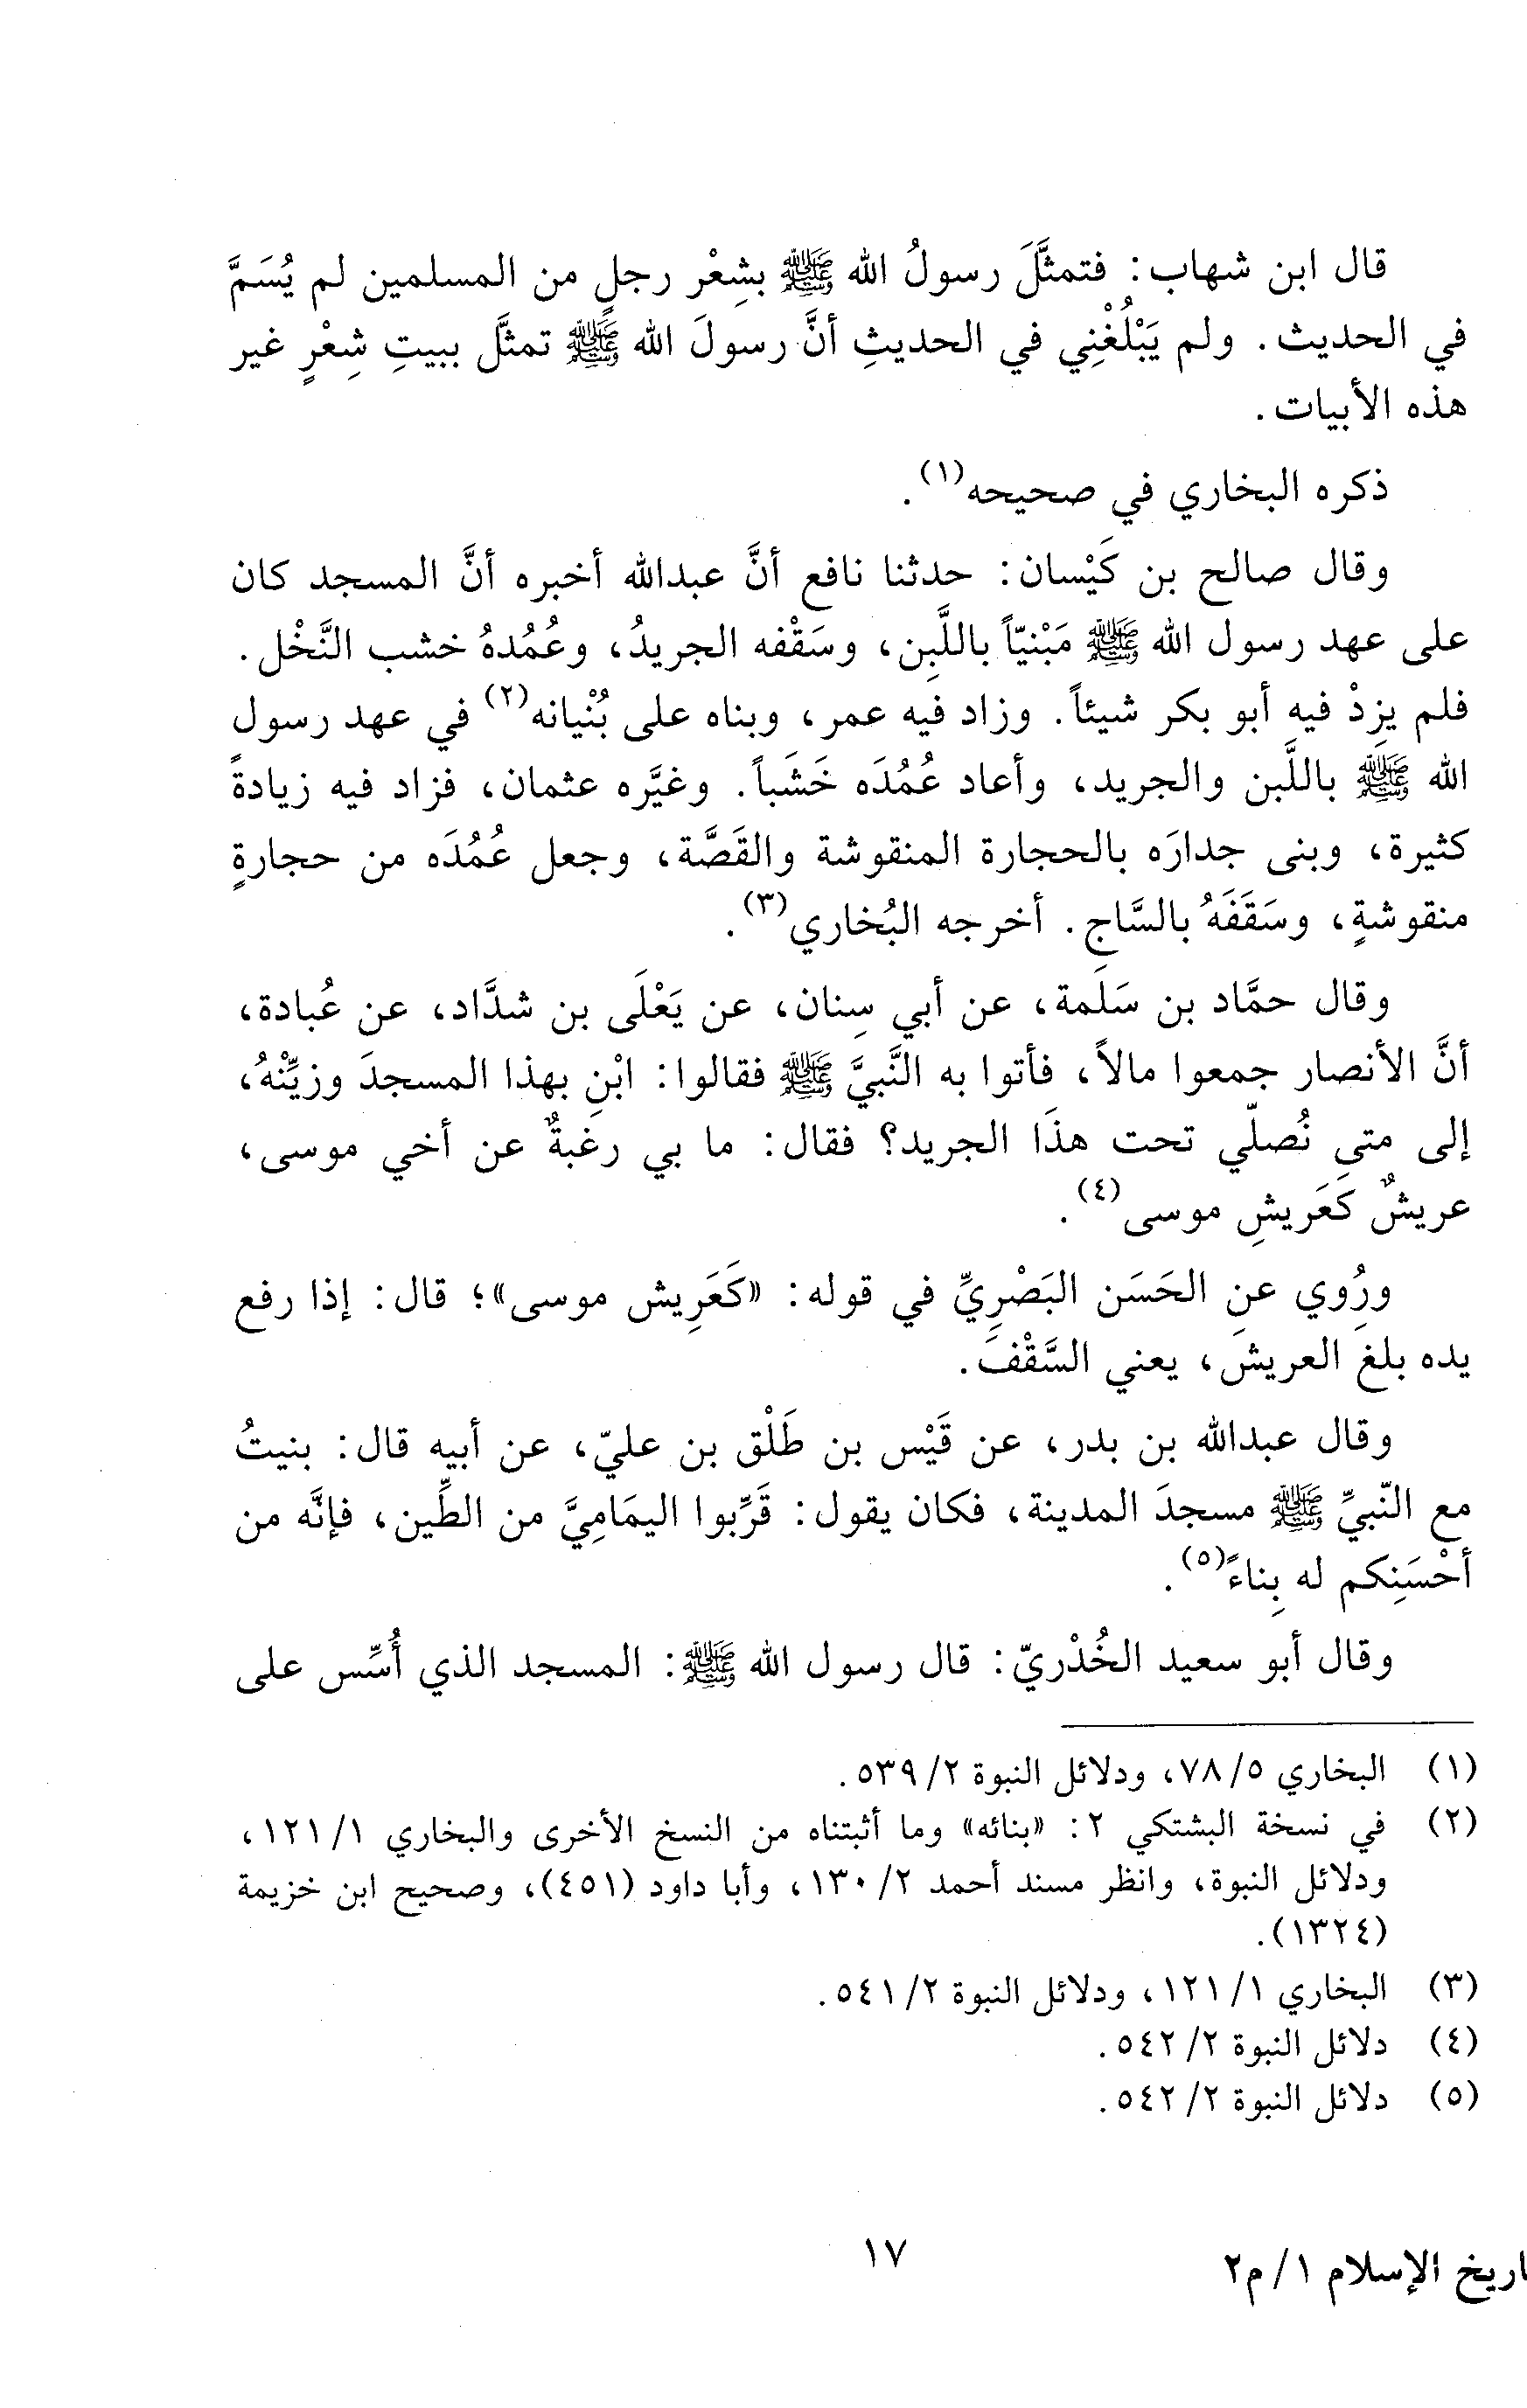 قال ابن شهاب: فتمثَّلَ رسولُ الله ﷺ بشِعْر رجلٍ من المسلمين لم يُسَمَّ
في الحديث. ولم يَبْلُغْنِي في الحديثِ أنَّ رسولَ الله ﷺ تمثَّل ببيتِ شِعْرٍ غير
هذه الأبيات.
ذكره البخاري في صحيحه(١).
وقال صالح بن كَيْسان: حدثنا نافع أنَّ عبدالله أخبره أنَّ المسجد كان
على عهد رسول الله ﷺ مَبْنيّاً باللَّبِن، وسَقْفه الجريدُ، وعُمُدهُ خشب النَّخْل.
فلم يزِدْ فيه أبو بكر شيئاً. وزاد فيه عمر، وبناه على بُنْيانه(٢) في عهد رسول
الله ﷺ باللَّبن والجريد، وأعاد عُمُدَه خَشَباً. وغيَّره عثمان، فزاد فيه زيادةً
كثيرة، وبنى جدارَه بالحجارة المنقوشة والقَصَّة، وجعل عُمُدَه من حجارةٍ
منقوشةٍ، وسَقَفَهُ بالسَّاج. أخرجه البُخاري(٣).
وقال حمَّاد بن سَلَمة، عن أبي سِنان، عن يَعْلَى بن شدَّاد، عن عُبادة،
أنَّ الأنصار جمعوا مالاً، فأتوا به النَّبيَّ ﷺ فقالوا: ابْنِ بهذا المسجدَ وزيِّنْهُ،
إلى متى نُصلّي تحت هذَا الجريد؟ فقال: ما بي رغبةٌ عن أخي موسى،
عريشٌ كَعَريشِ موسى(٤).
ورُوِي عنِ الحَسَن البَصْرِيِّ في قوله: «كَعَرِيش موسى»؛ قال: إذا رفع
يده بلغ العريشَ، يعني السَّقْفَ.
وقال عبدالله بن بدر، عن قَيْس بن طَلْق بن عليّ، عن أبيه قال: بنيتُ
مع النّبيِّ ﷺ مسجدَ المدينة، فكان يقول: قَرِّبوا اليمَامِيَّ من الطِّين، فإنَّه من
أحْسَنِكم له بِناءً(٥).
وقال أبو سعيد الخُدْريّ: قال رسول الله ﷺ: المسجد الذي أُسِّس على
(١) البخاري ٥/ ٧٨، ودلائل النبوة ٢/ ٥٣٩.
(٢) في نسخة البشتكي ٢: «بنائه» وما أثبتناه من النسخ الأخرى والبخاري ١/ ١٢١،
ودلائل النبوة، وانظر مسند أحمد ٢/ ١٣٠، وأبا داود (٤٥١)، وصحيح ابن خزيمة
(١٣٢٤).
(٣) البخاري ١/ ١٢١، ودلائل النبوة ٢/ ٥٤١.
(٤) دلائل النبوة ٢/ ٥٤٢.
(٥) دلائل النبوة ٢/ ٥٤٢.
١٧
اريخ الإسلام ١/ م٢